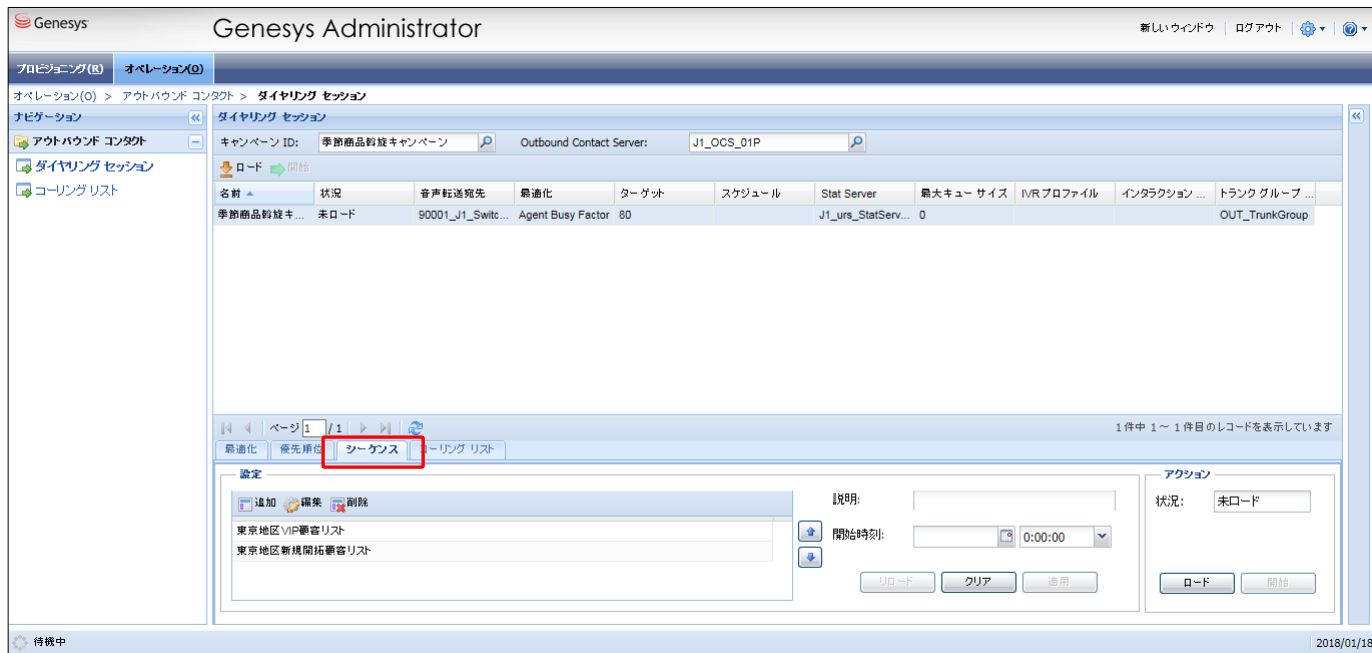 Genesys
Genesys Administrator
新しいウィンドウ ログアウト
プロビジョニング(R) オペレーション(O)
オペレーション(O) > アウトバウンド コンタクト > ダイヤリング セッション
ナビゲーション
アウトバウンド コンタクト
ダイヤリング セッション
コーリング リスト
ダイヤリング セッション
キャンペーン ID: 季節商品斡旋キャンペーン Outbound Contact Server: J1_OCS_01P
ロード 開始
名前 状況 音声転送宛先 最適化 ターゲット スケジュール Stat Server 最大キュー サイズ IVR プロファイル インタラクション ... トランク グループ ...
季節商品斡旋キ... 未ロード 90001_J1_Switc... Agent Busy Factor 80 J1_urs_StatServ... 0 OUT_TrunkGroup
ページ 1 / 1
1 件中 1 ~ 1 件目のレコードを表示しています
最適化 優先順位 シーケンス コーリング リスト
設定
追加 編集 削除
東京地区VIP顧客リスト
東京地区新規開拓顧客リスト
説明:
開始時刻: 0:00:00
リロード クリア 適用
アクション
状況: 未ロード
ロード 開始
待機中
2018/01/18